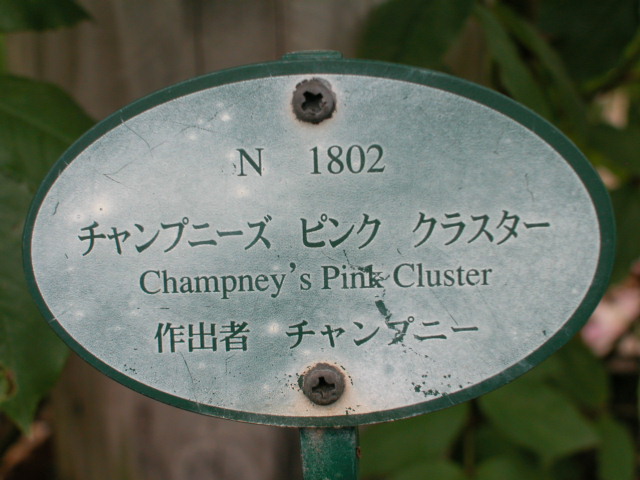 N 1802
チャンプニーズ ピンク クラスター
Champney's Pink Cluster
作出者 チャンプニー